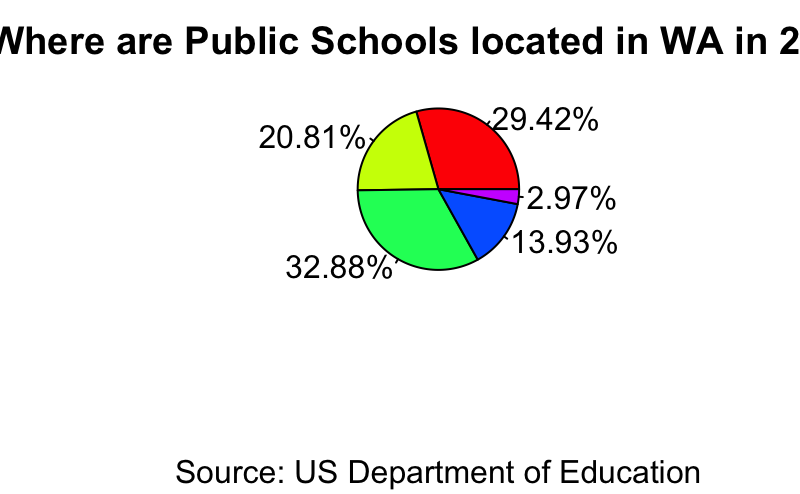 Where are Public Schools located in WA in 2
20.81%
29.42%
2.97%
13.93%
32.88%
Source: US Department of Education